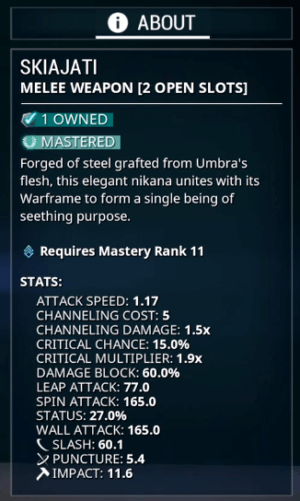 ABOUT
SKIAJATI
MELEE WEAPON [2 OPEN SLOTS]
1 OWNED
MASTERED
Forged of steel grafted from Umbra's
flesh, this elegant nikana unites with its
Warframe to form a single being of
seething purpose.
Requires Mastery Rank 11
STATS:
ATTACK SPEED: 1.17
CHANNELING COST: 5
CHANNELING DAMAGE: 1.5x
CRITICAL CHANCE: 15.0%
CRITICAL MULTIPLIER: 1.9x
DAMAGE BLOCK: 60.0%
LEAP ATTACK: 77.0
SPIN ATTACK: 165.0
STATUS: 27.0%
WALL ATTACK: 165.0
SLASH: 60.1
PUNCTURE: 5.4
IMPACT: 11.6